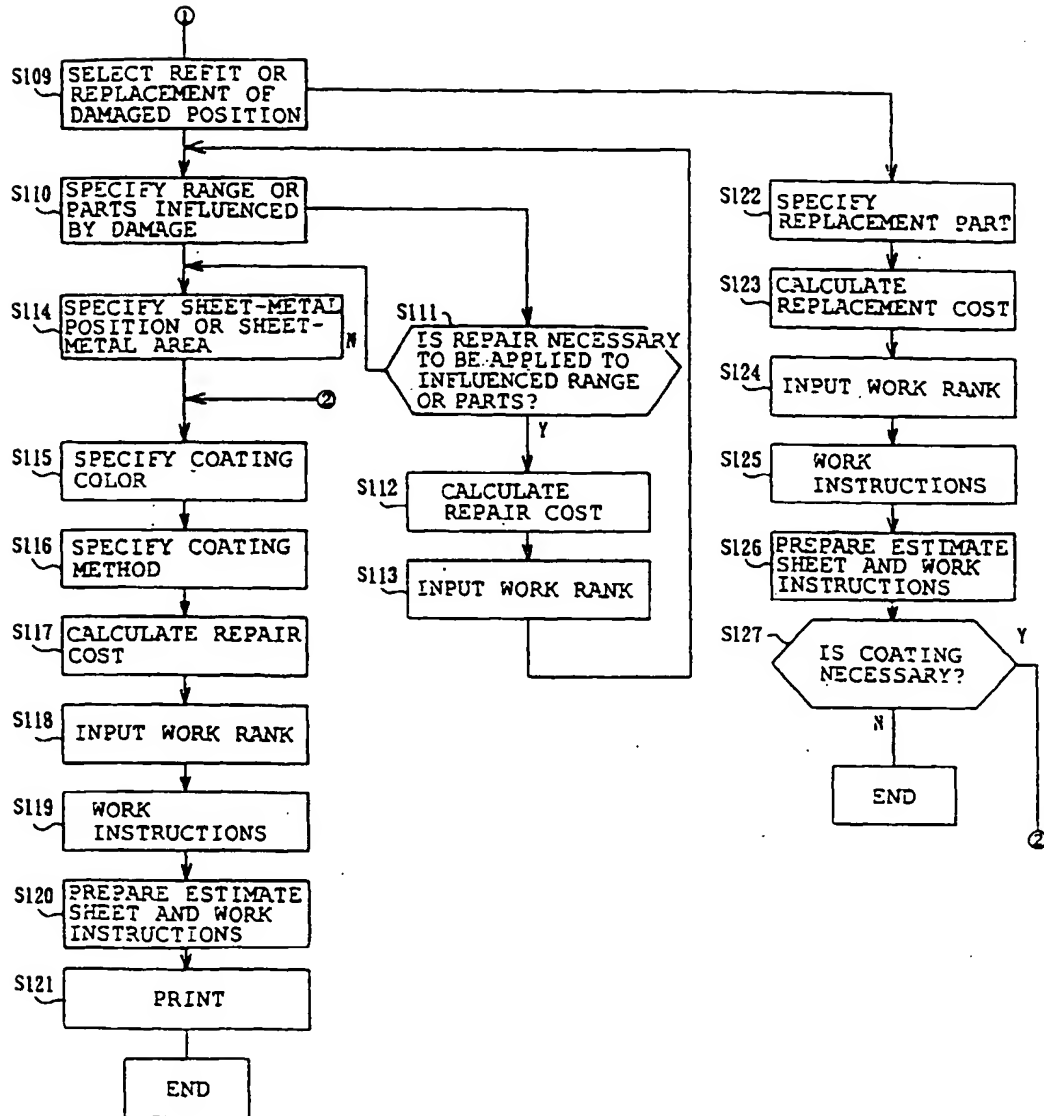 ①
S109
SELECT REFIT OR
REPLACEMENT OF
DAMAGED POSITION
S110
SPECIFY RANGE OR
PARTS INFLUENCED
BY DAMAGE
S114
SPECIFY SHEET-METAL
POSITION OR SHEET-
METAL AREA
②
S115
SPECIFY COATING
COLOR
S116
SPECIFY COATING
METHOD
S117
CALCULATE REPAIR
COST
S118
INPUT WORK RANK
S119
WORK
INSTRUCTIONS
S120
PREPARE ESTIMATE
SHEET AND WORK
INSTRUCTIONS
S121
PRINT
END
S111
IS REPAIR NECESSARY
TO BE APPLIED TO
INFLUENCED RANGE
OR PARTS?
N
Y
S112
CALCULATE
REPAIR COST
S113
INPUT WORK RANK
S122
SPECIFY
REPLACEMENT PART
S123
CALCULATE
REPLACEMENT COST
S124
INPUT WORK RANK
S125
WORK
INSTRUCTIONS
S126
PREPARE ESTIMATE
SHEET AND WORK
INSTRUCTIONS
S127
IS COATING
NECESSARY?
Y
N
END
②